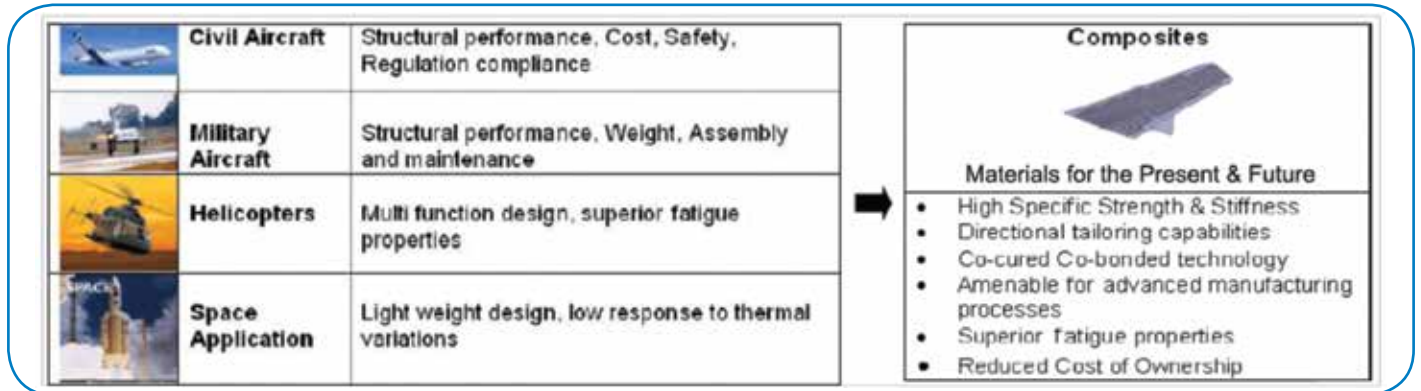 Civil Aircraft
Structural performance, Cost, Safety,
Regulation compliance
Military
Aircraft
Structural performance, Weight, Assembly
and maintenance
Helicopters
Multi function design, superior fatigue
properties
SPACE
Space
Application
Light weight design, low response to thermal
variations
Composites
Materials for the Present & Future
• High Specific Strength & Stiffness
• Directional tailoring capabilities
• Co-cured Co-bonded technology
• Amenable for advanced manufacturing
processes
• Superior fatigue properties
• Reduced Cost of Ownership